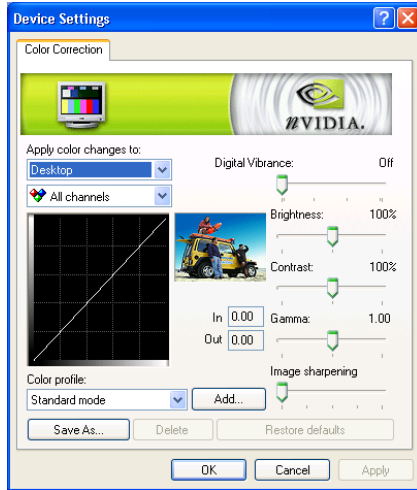 Device Settings
Color Correction
nVIDIA.
Apply color changes to:
Desktop
All channels
Digital Vibrance: Off
Brightness: 100%
Contrast: 100%
In 0.00
Out 0.00
Gamma: 1.00
Image sharpening
Color profile:
Standard mode
Add...
Save As...
Delete
Restore defaults
OK
Cancel
Apply